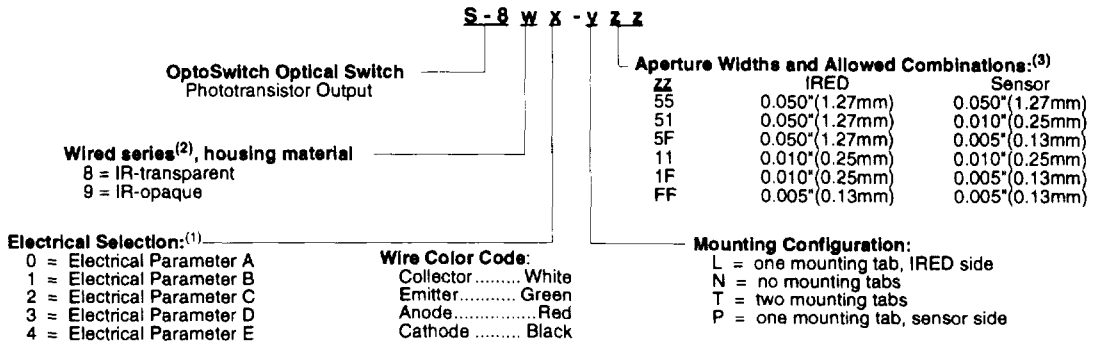 S - 8 w x - y z z
OptoSwitch Optical Switch
Phototransistor Output
Wired series(2), housing material
8 = IR-transparent
9 = IR-opaque
Electrical Selection:(1)
0 = Electrical Parameter A
1 = Electrical Parameter B
2 = Electrical Parameter C
3 = Electrical Parameter D
4 = Electrical Parameter E
Wire Color Code:
Collector......... White
Emitter............ Green
Anode..............Red
Cathode ......... Black
Aperture Widths and Allowed Combinations:(3)
zz IRED Sensor
55 0.050"(1.27mm) 0.050"(1.27mm)
51 0.050"(1.27mm) 0.010"(0.25mm)
5F 0.050"(1.27mm) 0.005"(0.13mm)
11 0.010"(0.25mm) 0.010"(0.25mm)
1F 0.010"(0.25mm) 0.005"(0.13mm)
FF 0.005"(0.13mm) 0.005"(0.13mm)
Mounting Configuration:
L = one mounting tab, IRED side
N = no mounting tabs
T = two mounting tabs
P = one mounting tab, sensor side